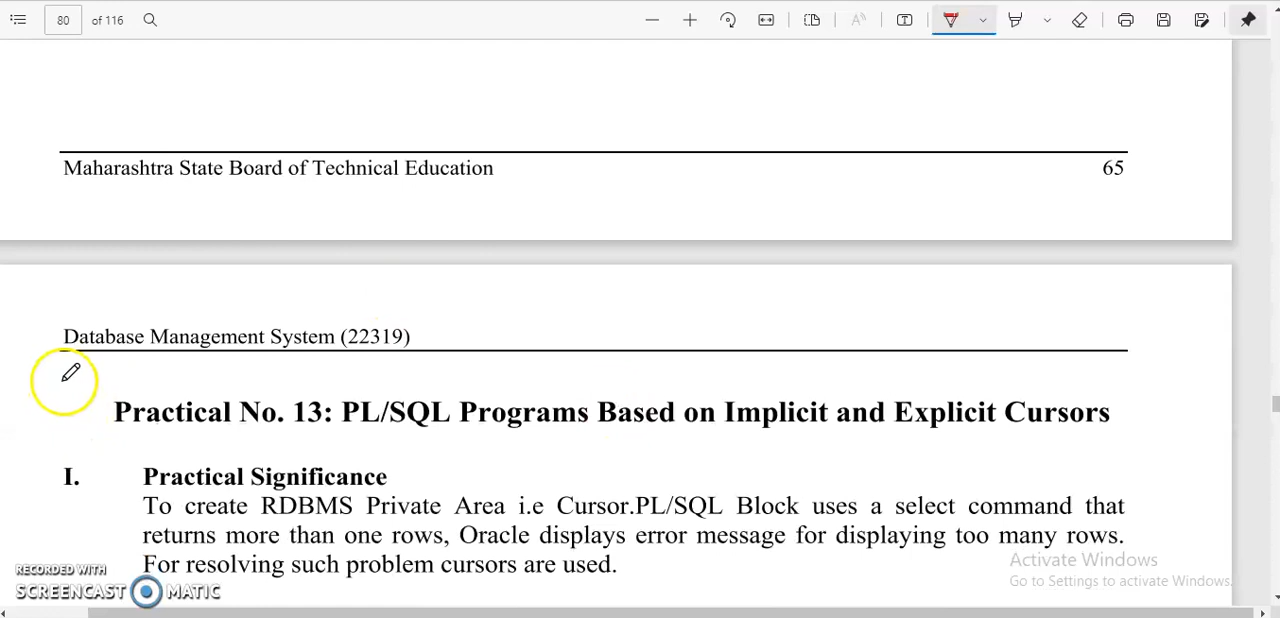 80 of 116
Maharashtra State Board of Technical Education 65
Database Management System (22319)
Practical No. 13: PL/SQL Programs Based on Implicit and Explicit Cursors
I. Practical Significance
To create RDBMS Private Area i.e Cursor.PL/SQL Block uses a select command that
returns more than one rows, Oracle displays error message for displaying too many rows.
For resolving such problem cursors are used.
Activate Windows
Go to Settings to activate Windows.
RECORDED WITH
SCREENCAST MATIC